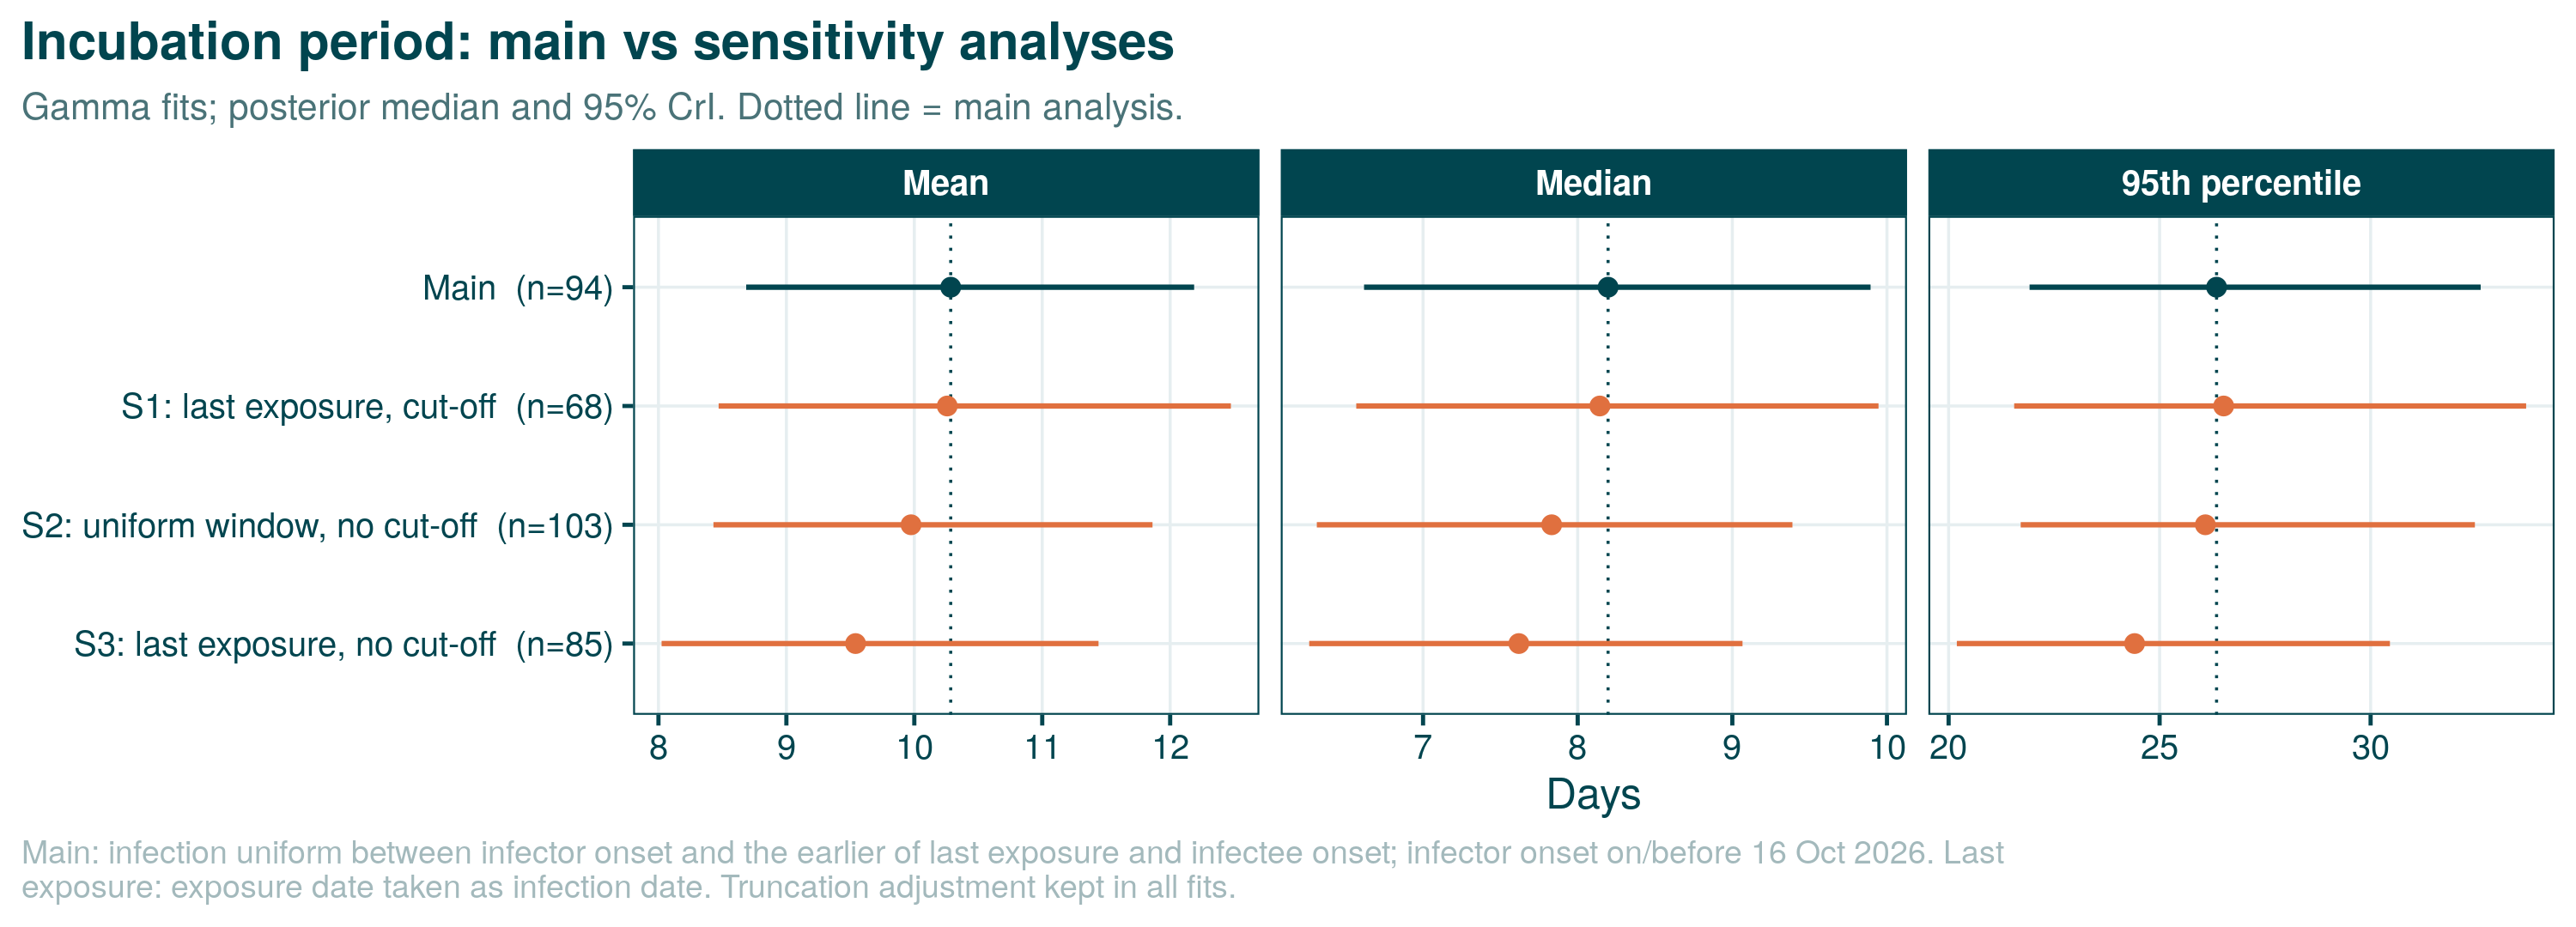 Incubation period: main vs sensitivity analyses
Gamma fits; posterior median and 95% CrI. Dotted line = main analysis.
Mean
Median
95th percentile
Main (n=94)
S1: last exposure, cut-off (n=68)
S2: uniform window, no cut-off (n=103)
S3: last exposure, no cut-off (n=85)
8 9 10 11 12
7 8 9 10
20 25 30
Days
Main: infection uniform between infector onset and the earlier of last exposure and infectee onset; infector onset on/before 16 Oct 2026. Last
exposure: exposure date taken as infection date. Truncation adjustment kept in all fits.